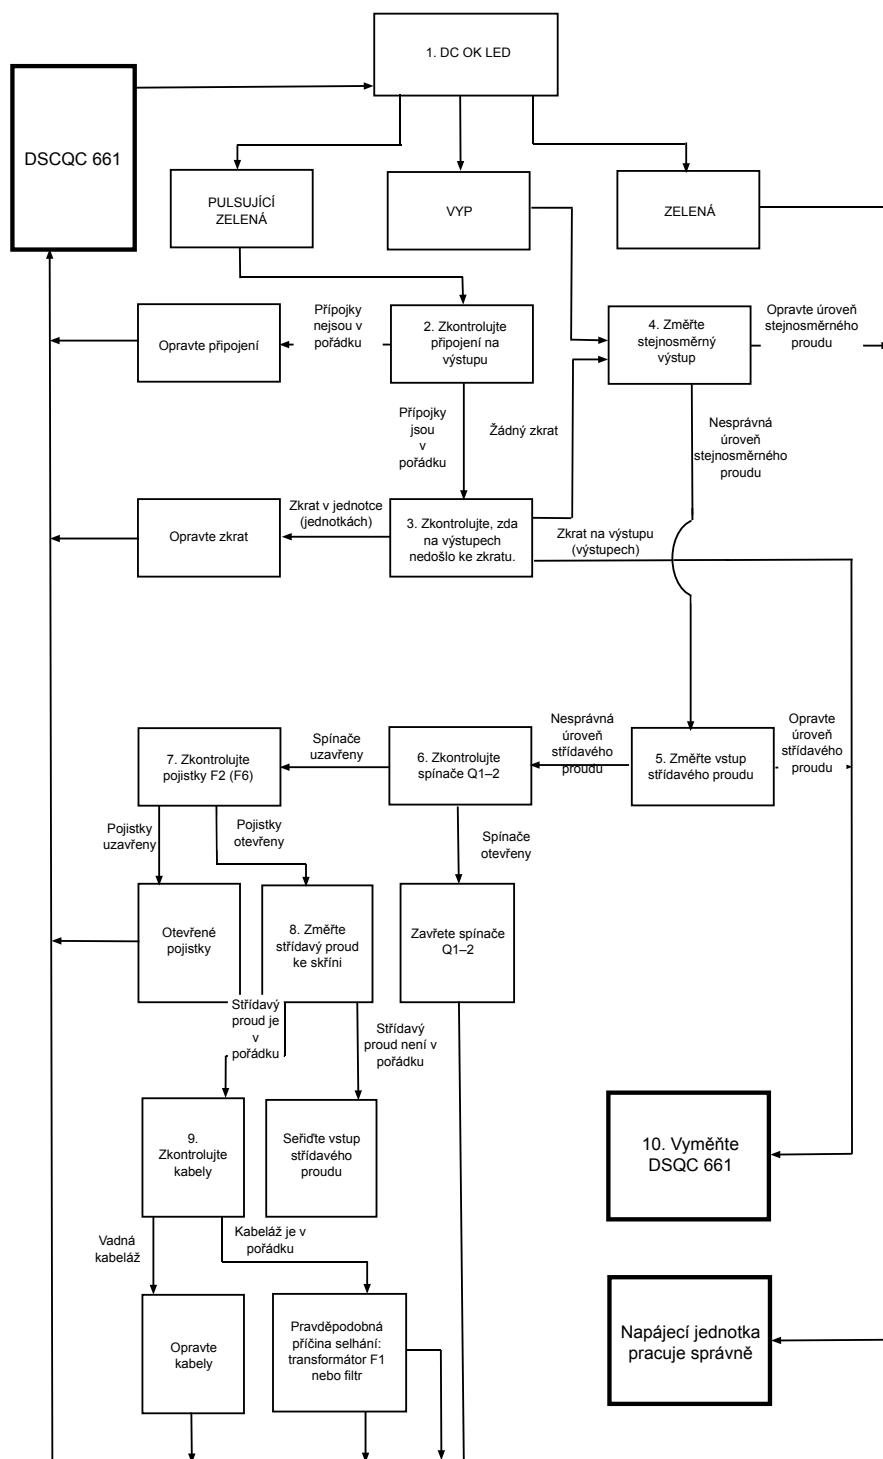 1. DC OK LED
DSCQC 661
PULSUJÍCÍ
ZELENÁ
VYP
ZELENÁ
Přípojky
nejsou v
pořádku
Opravte připojení
2. Zkontrolujte
připojení na
výstupu
4. Změřte
stejnosměrný
výstup
Opravte úroveň
stejnosměrného
proudu
Přípojky
jsou
v
pořádku
Žádný zkrat
Nesprávná
úroveň
stejnosměrného
proudu
Zkrat v jednotce
(jednotkách)
Opravte zkrat
3. Zkontrolujte, zda
na výstupech
nedošlo ke zkratu.
Zkrat na výstupu
(výstupech)
7. Zkontrolujte
pojistky F2 (F6)
Spínače
uzavřeny
6. Zkontrolujte
spínače Q1–2
Nesprávná
úroveň
střídavého
proudu
5. Změřte vstup
střídavého proudu
Opravte
úroveň
střídavého
proudu
Pojistky
uzavřeny
Pojistky
otevřeny
Spínače
otevřeny
Otevřené
pojistky
8. Změřte
střídavý proud
ke skříni
Zavřete spínače
Q1–2
Střídavý
proud je
v
pořádku
Střídavý
proud není v
pořádku
9.
Zkontrolujte
kabely
Seřiďte vstup
střídavého
proudu
10. Vyměňte
DSQC 661
Vadná
kabeláž
Kabeláž je v
pořádku
Opravte
kabely
Pravděpodobná
příčina selhání:
transformátor F1
nebo filtr
Napájecí jednotka
pracuje správně